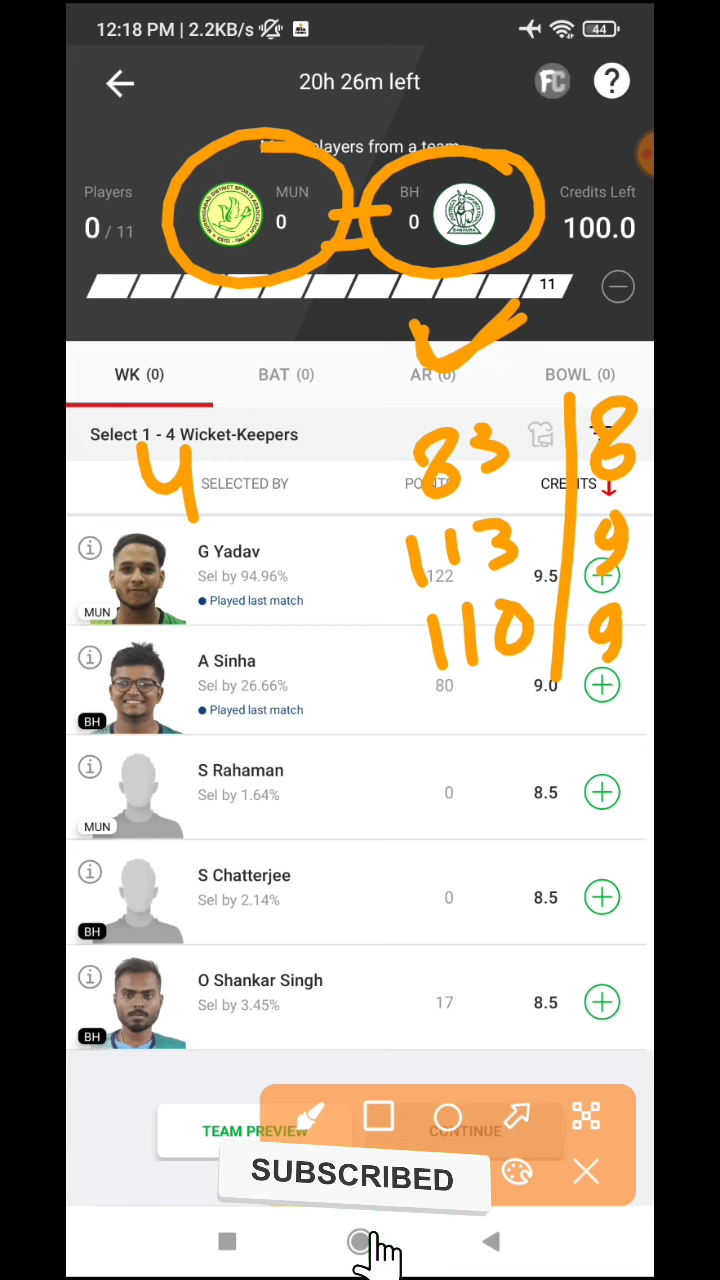 12:18 PM | 2.2KB/s 44
20h 26m left
FC ?
players from a team
Players MUN BH Credits Left
0 / 11 0 0 100.0
11
WK (0) BAT (0) AR (0) BOWL (0)
Select 1 - 4 Wicket-Keepers
83 8
4
SELECTED BY CREDITS
G Yadav
113 9
Sel by 94.96% 122 9.5
Played last match
MUN
110 9
A Sinha
Sel by 26.66% 80 9.0
Played last match
BH
S Rahaman
Sel by 1.64% 0 8.5
MUN
S Chatterjee
Sel by 2.14% 0 8.5
BH
O Shankar Singh
Sel by 3.45% 17 8.5
BH
TEAM PREVIEW CONTINUE
SUBSCRIBED